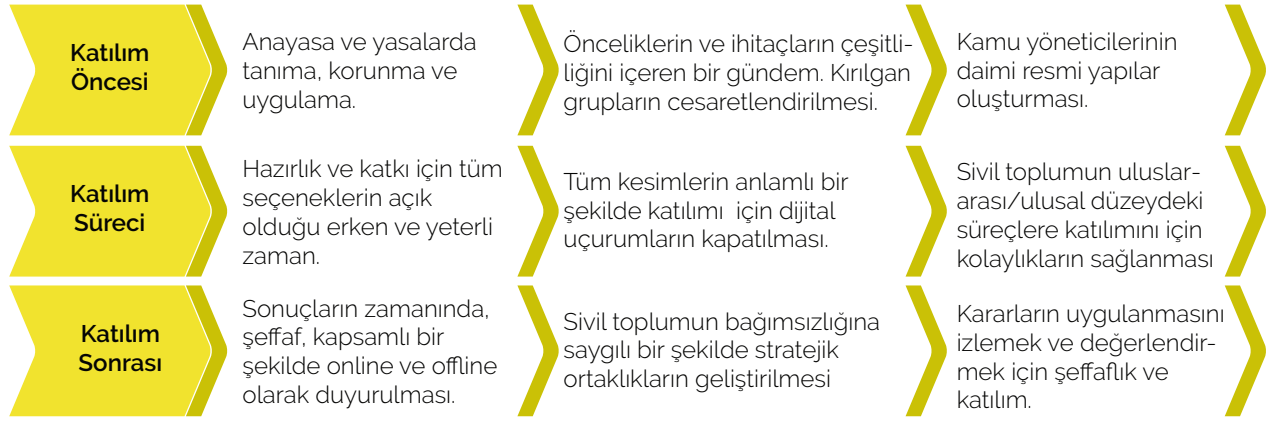 Katılım
Öncesi
Anayasa ve yasalarda
tanıma, korunma ve
uygulama.
Önceliklerin ve ihitaçların çeşitli-
liğini içeren bir gündem. Kırılgan
grupların cesaretlendirilmesi.
Kamu yöneticilerinin
daimi resmi yapılar
oluşturması.
Katılım
Süreci
Hazırlık ve katkı için tüm
seçeneklerin açık
olduğu erken ve yeterli
zaman.
Tüm kesimlerin anlamlı bir
şekilde katılımı için dijital
uçurumların kapatılması.
Sivil toplumun uluslar-
arası/ulusal düzeydeki
süreçlere katılımını için
kolaylıkların sağlanması
Katılım
Sonrası
Sonuçların zamanında,
şeffaf, kapsamlı bir
şekilde online ve offline
olarak duyurulması.
Sivil toplumun bağımsızlığına
saygılı bir şekilde stratejik
ortaklıkların geliştirilmesi
Kararların uygulanmasını
izlemek ve değerlendir-
mek için şeffaflık ve
katılım.